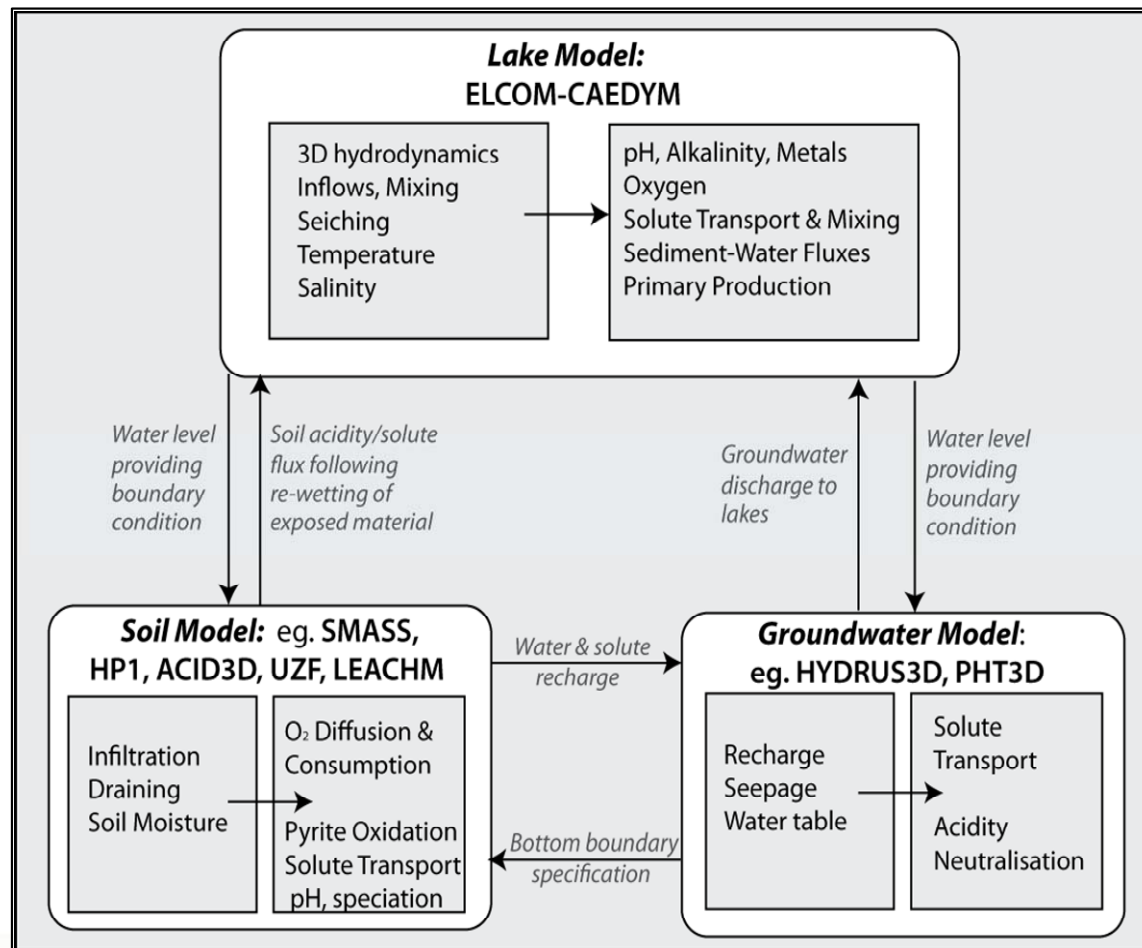 Lake Model:
ELCOM-CAEDYM
3D hydrodynamics
Inflows, Mixing
Seiching
Temperature
Salinity
pH, Alkalinity, Metals
Oxygen
Solute Transport & Mixing
Sediment-Water Fluxes
Primary Production
Water level
providing
boundary
condition
Soil acidity/solute
flux following
re-wetting of
exposed material
Groundwater
discharge to
lakes
Water level
providing
boundary
condition
Soil Model: eg. SMASS,
HP1, ACID3D, UZF, LEACHM
Infiltration
Draining
Soil Moisture
O₂ Diffusion &
Consumption
Pyrite Oxidation
Solute Transport
pH, speciation
Water & solute
recharge
Bottom boundary
specification
Groundwater Model:
eg. HYDRUS3D, PHT3D
Recharge
Seepage
Water table
Solute
Transport
Acidity
Neutralisation